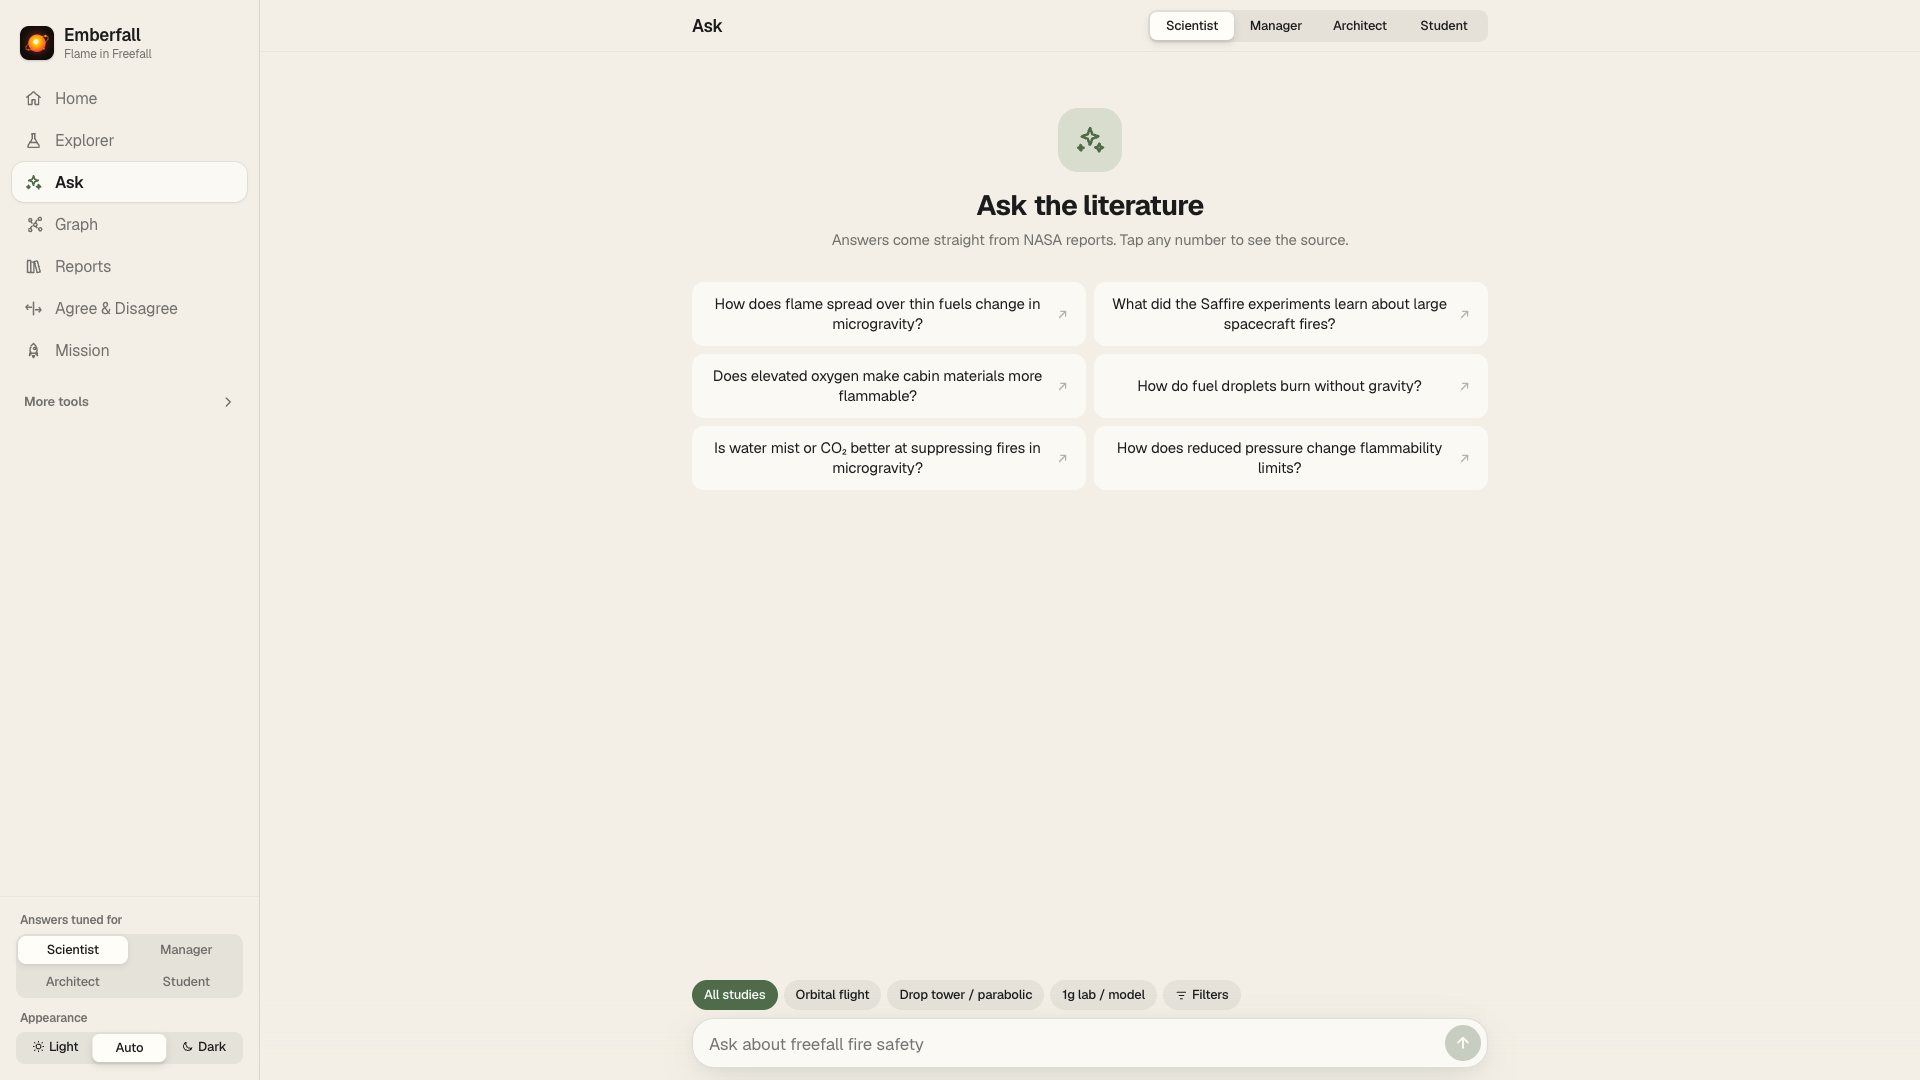 Emberfall
Flame in Freefall
Home
Explorer
Ask
Graph
Reports
Agree & Disagree
Mission
More tools
Answers tuned for
Scientist
Manager
Architect
Student
Appearance
Light
Auto
Dark
Ask
Scientist
Manager
Architect
Student
Ask the literature
Answers come straight from NASA reports. Tap any number to see the source.
How does flame spread over thin fuels change in
microgravity?
What did the Saffire experiments learn about large
spacecraft fires?
Does elevated oxygen make cabin materials more
flammable?
How do fuel droplets burn without gravity?
Is water mist or CO₂ better at suppressing fires in
microgravity?
How does reduced pressure change flammability
limits?
All studies
Orbital flight
Drop tower / parabolic
1g lab / model
Filters
Ask about freefall fire safety